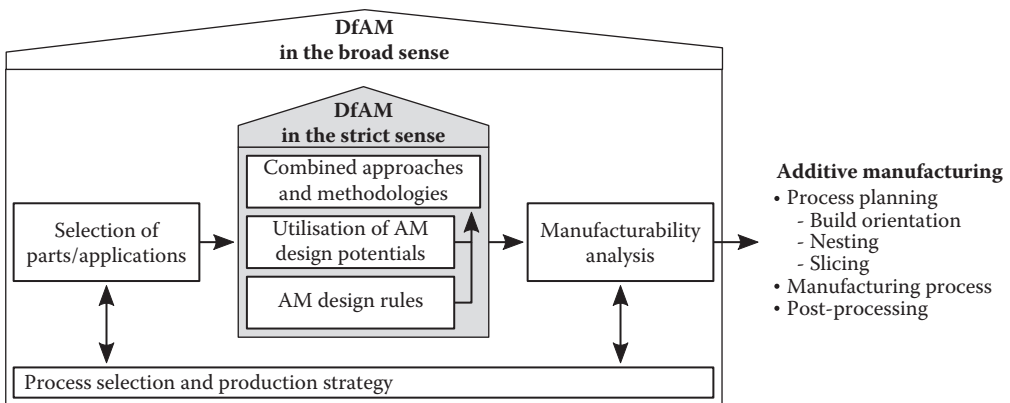 DfAM
in the broad sense
DfAM
in the strict sense
Combined approaches
and methodologies
Selection of
parts/applications
Utilisation of AM
design potentials
AM design rules
Manufacturability
analysis
Process selection and production strategy
Additive manufacturing
• Process planning
- Build orientation
- Nesting
- Slicing
• Manufacturing process
• Post-processing